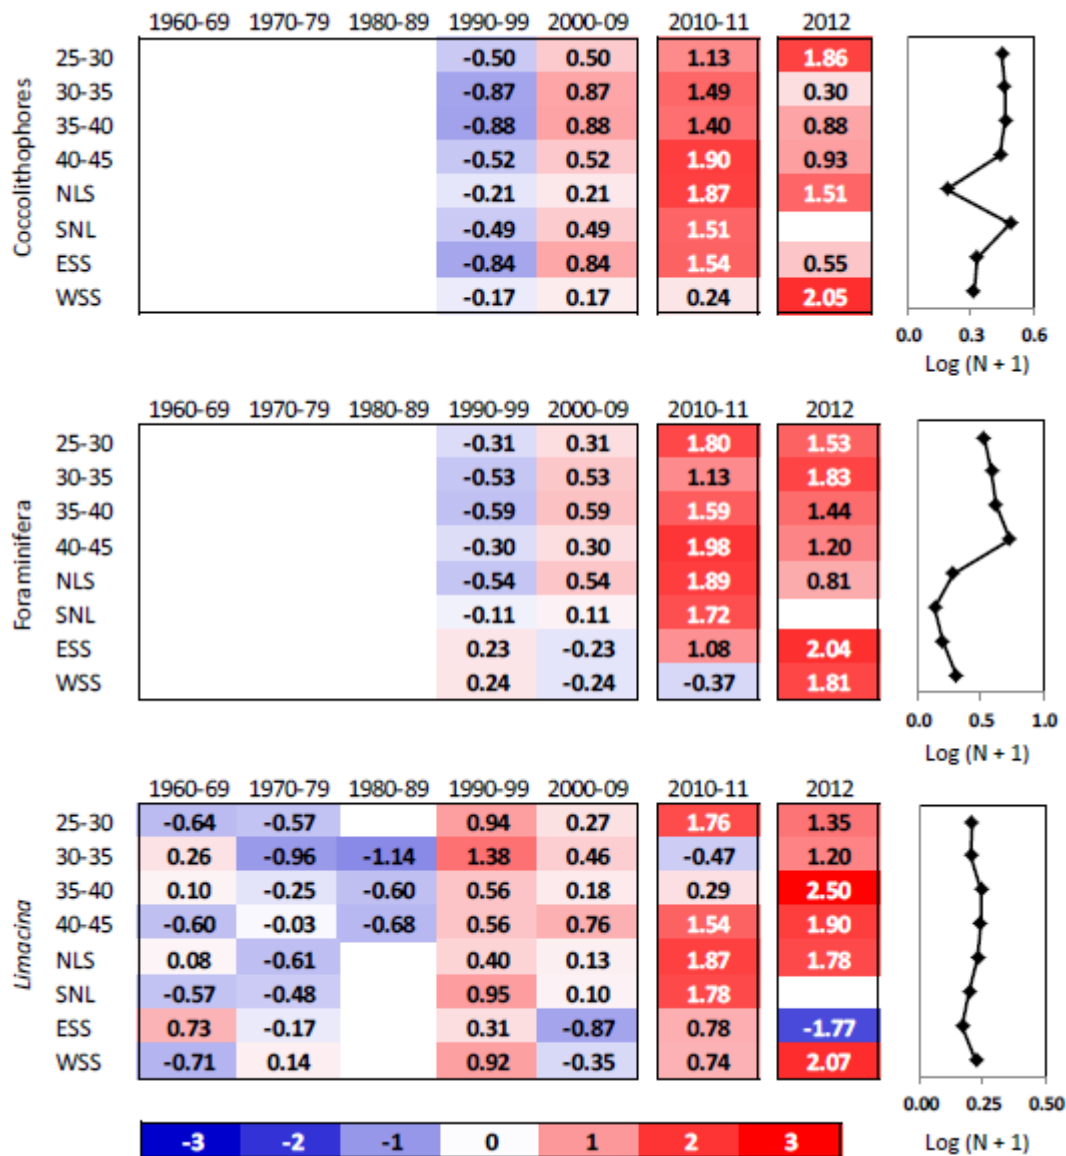 1960-69 1970-79 1980-89 1990-99 2000-09 2010-11 2012
Coccolithophores
25-30 -0.50 0.50 1.13 1.86
30-35 -0.87 0.87 1.49 0.30
35-40 -0.88 0.88 1.40 0.88
40-45 -0.52 0.52 1.90 0.93
NLS -0.21 0.21 1.87 1.51
SNL -0.49 0.49 1.51
ESS -0.84 0.84 1.54 0.55
WSS -0.17 0.17 0.24 2.05
0.0 0.3 0.6
Log (N + 1)
1960-69 1970-79 1980-89 1990-99 2000-09 2010-11 2012
Foraminifera
25-30 -0.31 0.31 1.80 1.53
30-35 -0.53 0.53 1.13 1.83
35-40 -0.59 0.59 1.59 1.44
40-45 -0.30 0.30 1.98 1.20
NLS -0.54 0.54 1.89 0.81
SNL -0.11 0.11 1.72
ESS 0.23 -0.23 1.08 2.04
WSS 0.24 -0.24 -0.37 1.81
0.0 0.5 1.0
Log (N + 1)
1960-69 1970-79 1980-89 1990-99 2000-09 2010-11 2012
Limacina
25-30 -0.64 -0.57 0.94 0.27 1.76 1.35
30-35 0.26 -0.96 -1.14 1.38 0.46 -0.47 1.20
35-40 0.10 -0.25 -0.60 0.56 0.18 0.29 2.50
40-45 -0.60 -0.03 -0.68 0.56 0.76 1.54 1.90
NLS 0.08 -0.61 0.40 0.13 1.87 1.78
SNL -0.57 -0.48 0.95 0.10 1.78
ESS 0.73 -0.17 0.31 -0.87 0.78 -1.77
WSS -0.71 0.14 0.92 -0.35 0.74 2.07
0.00 0.25 0.50
-3 -2 -1 0 1 2 3 Log (N + 1)